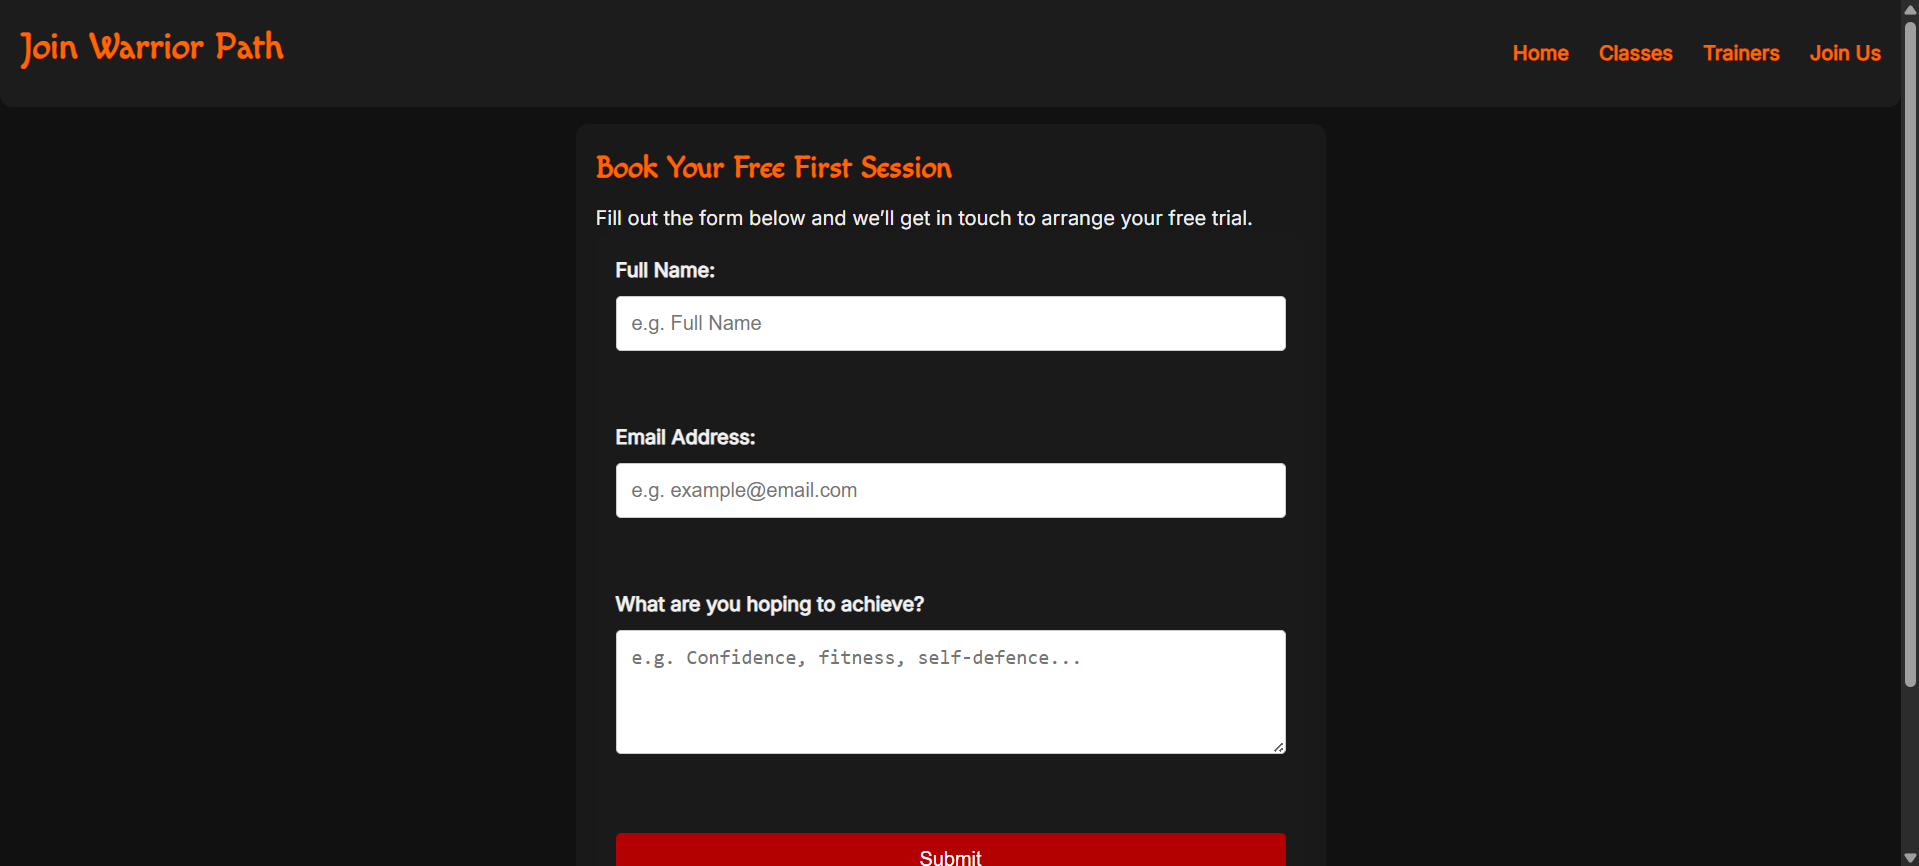 Join Warrior Path
Home Classes Trainers Join Us
Book Your Free First Session
Fill out the form below and we’ll get in touch to arrange your free trial.
Full Name:
e.g. Full Name
Email Address:
e.g. example@email.com
What are you hoping to achieve?
e.g. Confidence, fitness, self-defence...
Submit